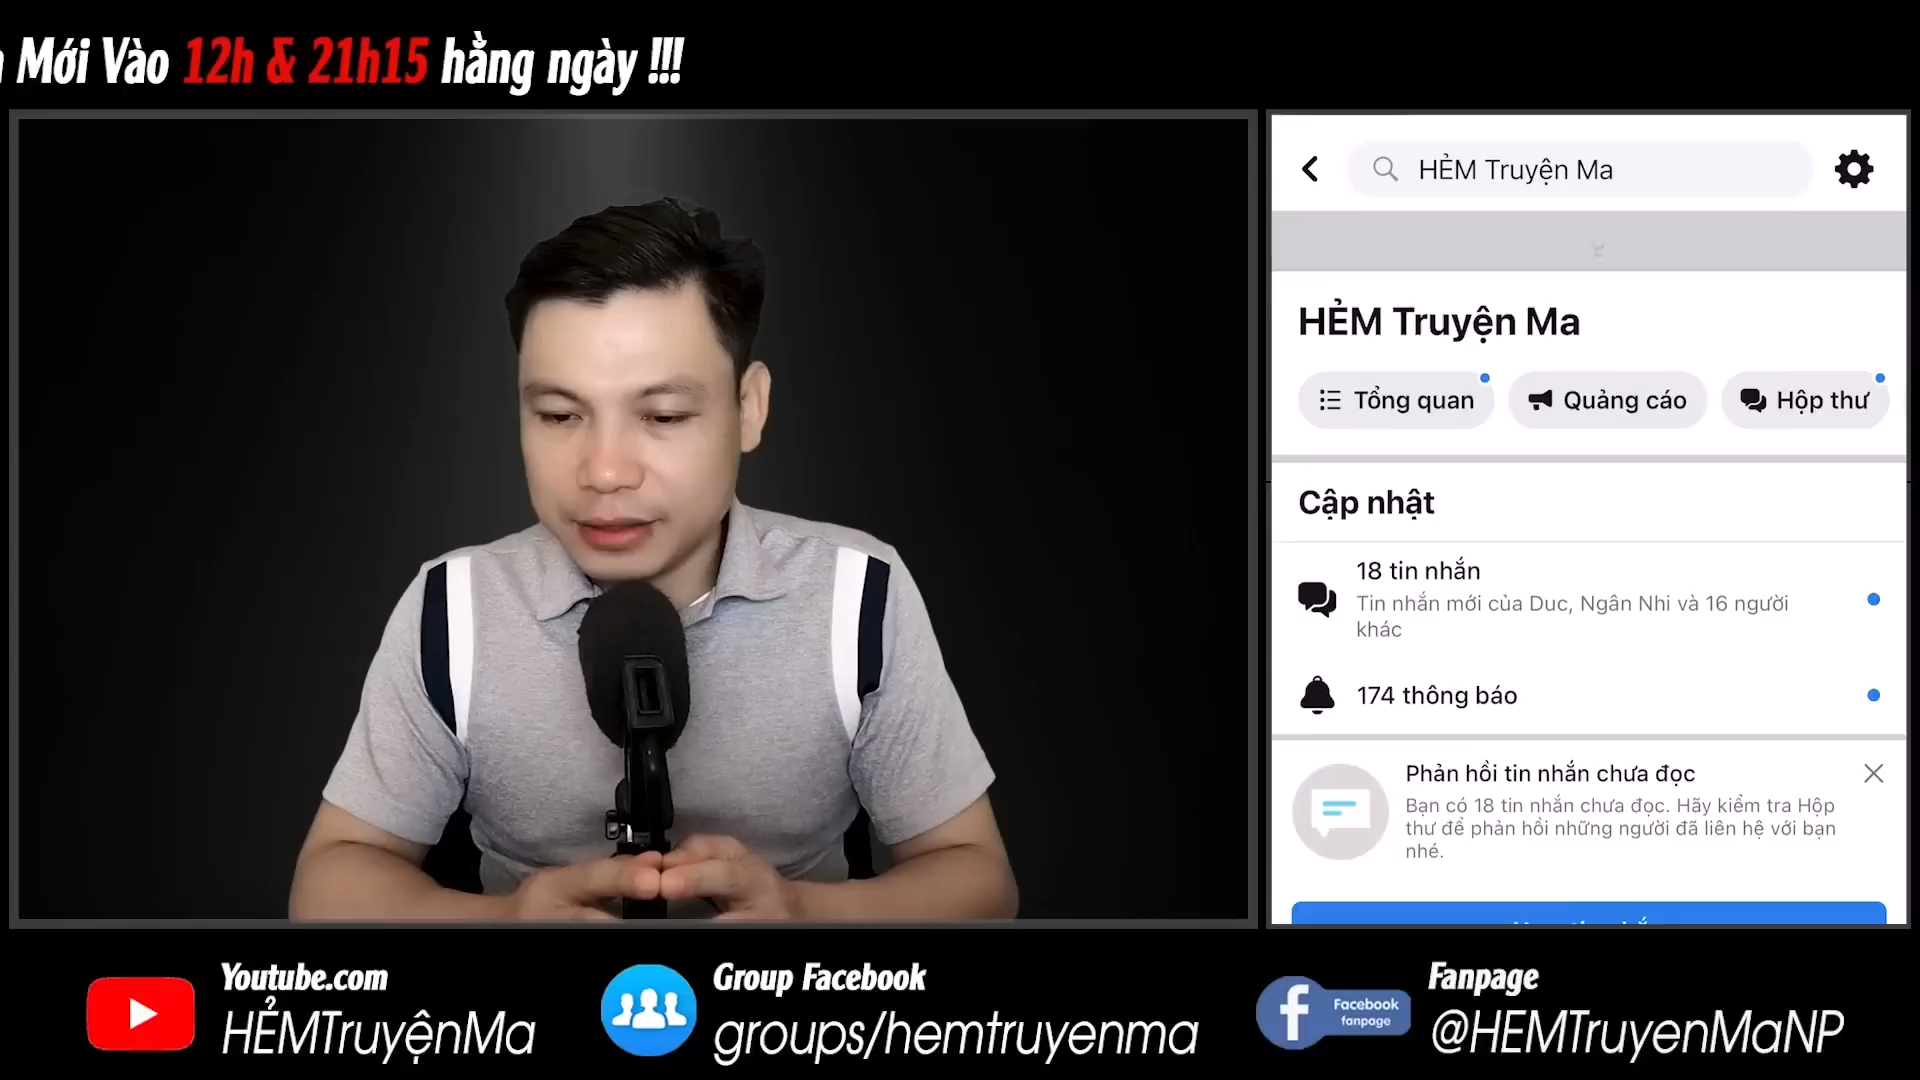 Mới Vào 12h & 21h15 hằng ngày !!!
HẺM Truyện Ma
HẺM Truyện Ma
Tổng quan
Quảng cáo
Hộp thư
Cập nhật
18 tin nhắn
Tin nhắn mới của Duc, Ngân Nhi và 16 người
khác
174 thông báo
Phản hồi tin nhắn chưa đọc
Bạn có 18 tin nhắn chưa đọc. Hãy kiểm tra Hộp
thư để phản hồi những người đã liên hệ với bạn
nhé.
Youtube.com
HẺMTruyệnMa
Group Facebook
groups/hemtruyenma
Facebook
fanpage
Fanpage
@HEMTruyenMaNP